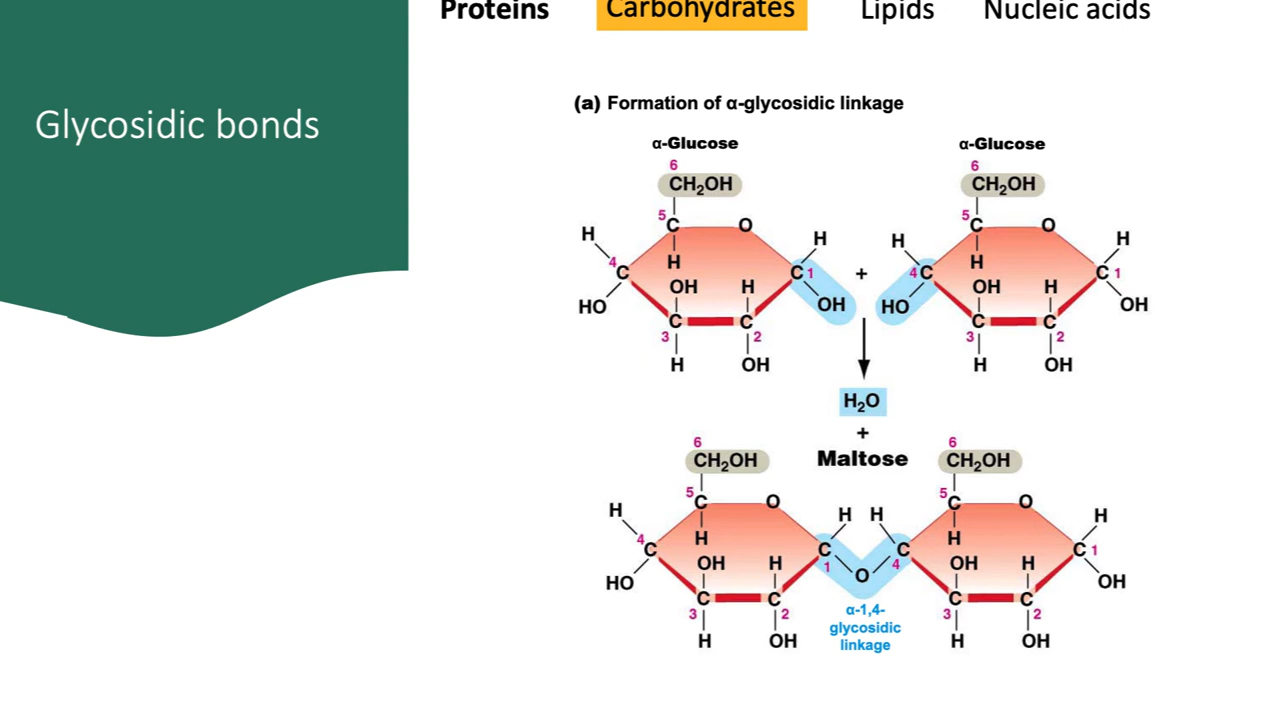 Proteins Carbohydrates Lipids Nucleic acids
Glycosidic bonds
(a) Formation of α-glycosidic linkage
α-Glucose α-Glucose
6 6
CH₂OH CH₂OH
5 5
C O C O
H H H H
4 H C 1 4 C H C 1
C OH H + OH H
HO OH HO OH
C C C C
3 2 3 2
H OH H OH
H₂O
+
6 Maltose 6
CH₂OH CH₂OH
5 5
C O C O
H H H H
4 H C C H C 1
C OH H 1 O 4 OH H
HO OH
C C α-1,4- C C
3 2 glycosidic 3 2
H OH linkage H OH